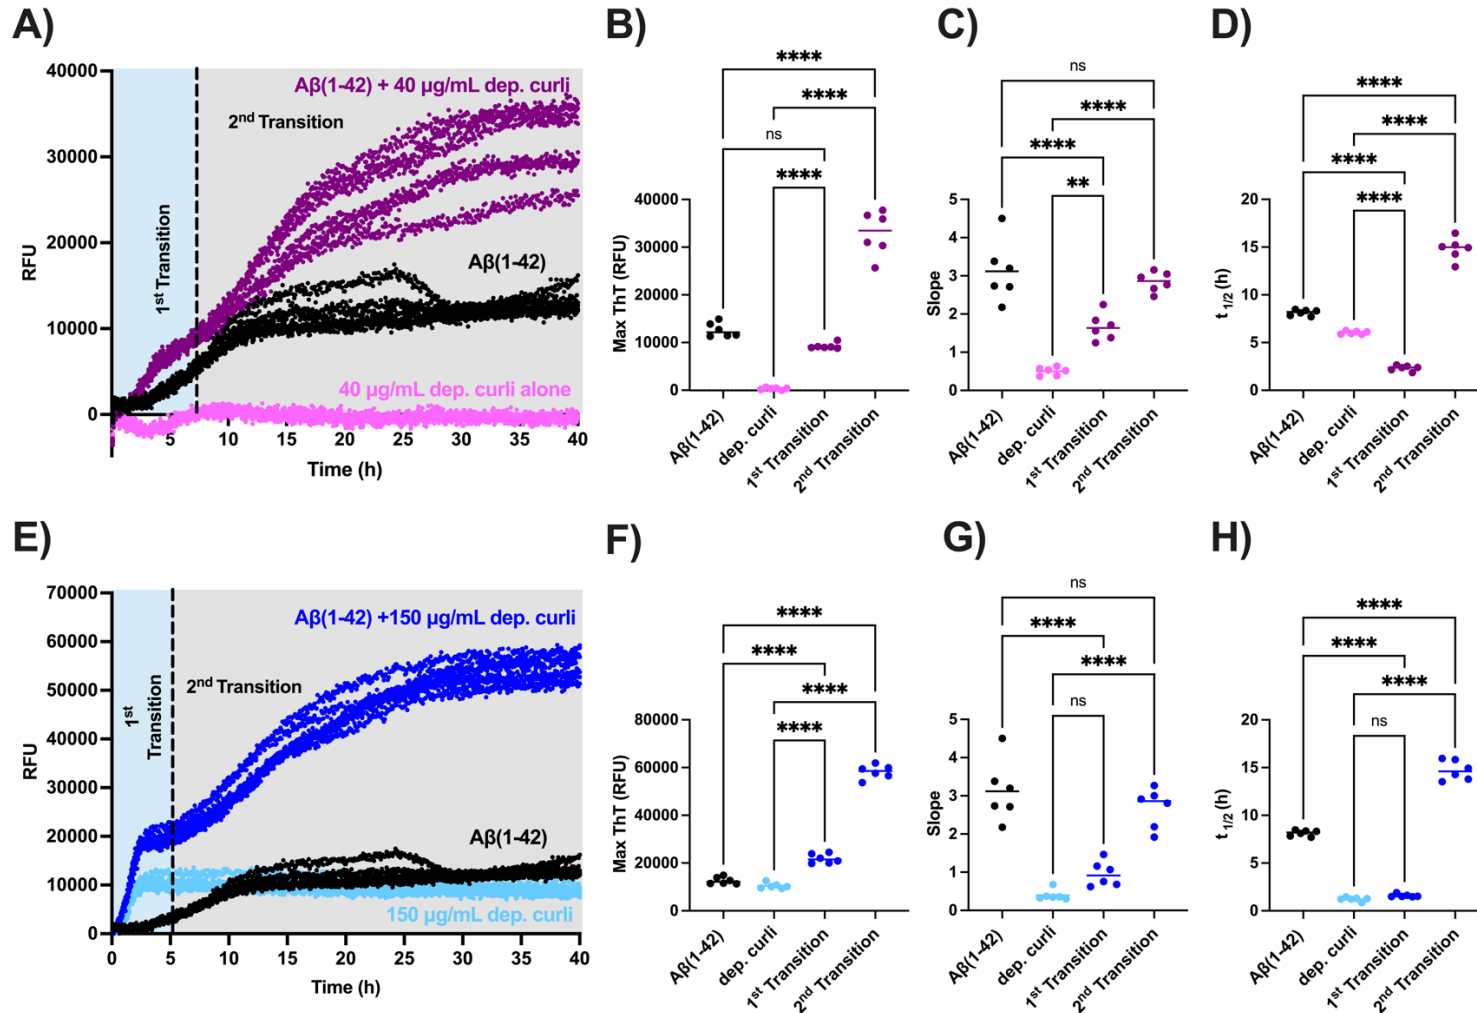 A)
Aβ(1-42) + 40 µg/mL dep. curli
2nd Transition
1st Transition
Aβ(1-42)
40 µg/mL dep. curli alone
RFU
40000
30000
20000
10000
0
5
10
15
20
25
30
35
40
Time (h)
B)
****
****
ns
****
Max ThT (RFU)
40000
30000
20000
10000
0
Aβ(1-42)
dep. curli
1st Transition
2nd Transition
C)
ns
****
****
**
Slope
5
4
3
2
1
0
Aβ(1-42)
dep. curli
1st Transition
2nd Transition
D)
****
****
****
****
t 1/2 (h)
20
15
10
5
0
Aβ(1-42)
dep. curli
1st Transition
2nd Transition
E)
Aβ(1-42) +150 µg/mL dep. curli
2nd Transition
1st
Transition
Aβ(1-42)
150 µg/mL dep. curli
RFU
70000
60000
50000
40000
30000
20000
10000
0
0
5
10
15
20
25
30
35
40
Time (h)
F)
****
****
****
****
Max ThT (RFU)
80000
60000
40000
20000
0
Aβ(1-42)
dep. curli
1st Transition
2nd Transition
G)
ns
****
****
ns
Slope
5
4
3
2
1
0
Aβ(1-42)
dep. curli
1st Transition
2nd Transition
H)
****
****
****
ns
t 1/2 (h)
20
15
10
5
0
Aβ(1-42)
dep. curli
1st Transition
2nd Transition